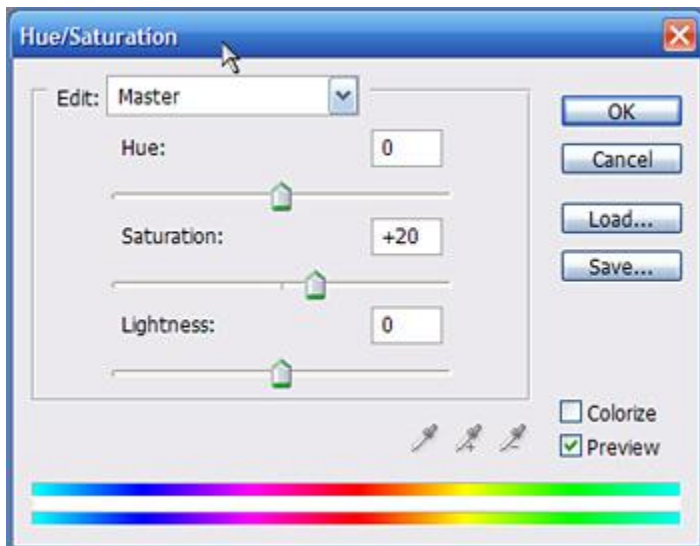 Hue/Saturation
Edit: Master
Hue: 0
Saturation: +20
Lightness: 0
OK
Cancel
Load...
Save...
Colorize
Preview